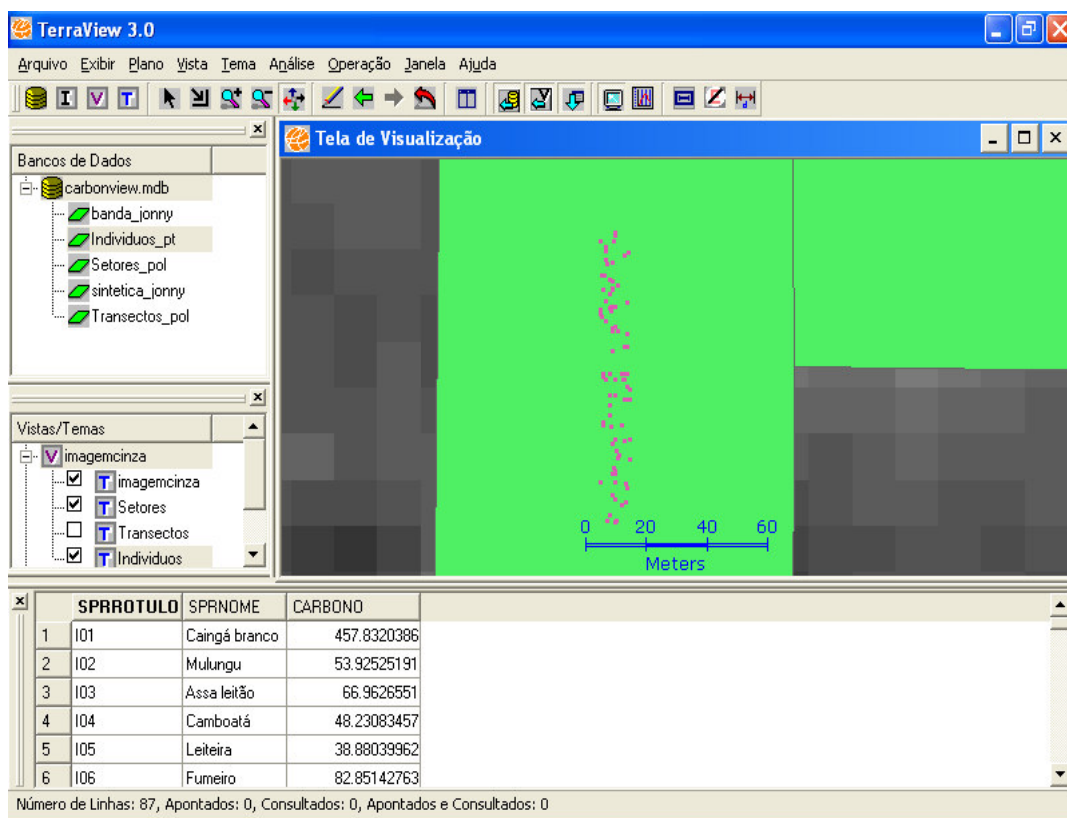 TerraView 3.0
Arquivo Exibir Plano Vista Tema Análise Operação Janela Ajuda
I V T
Bancos de Dados
carbonview.mdb
banda_jonny
Individuos_pt
Setores_pol
sintetica_jonny
Transectos_pol
Vistas/Temas
V imagemcinza
T imagemcinza
T Setores
T Transectos
T Individuos
Tela de Visualização
0 20 40 60
Meters
SPRROTULO SPRNOME CARBONO
1 I01 Caingá branco 457.8320386
2 I02 Mulungu 53.92525191
3 I03 Assa leitão 66.9626551
4 I04 Camboatá 48.23083457
5 I05 Leiteira 38.88039962
6 I06 Fumeiro 82.85142763
Número de Linhas: 87, Apontados: 0, Consultados: 0, Apontados e Consultados: 0